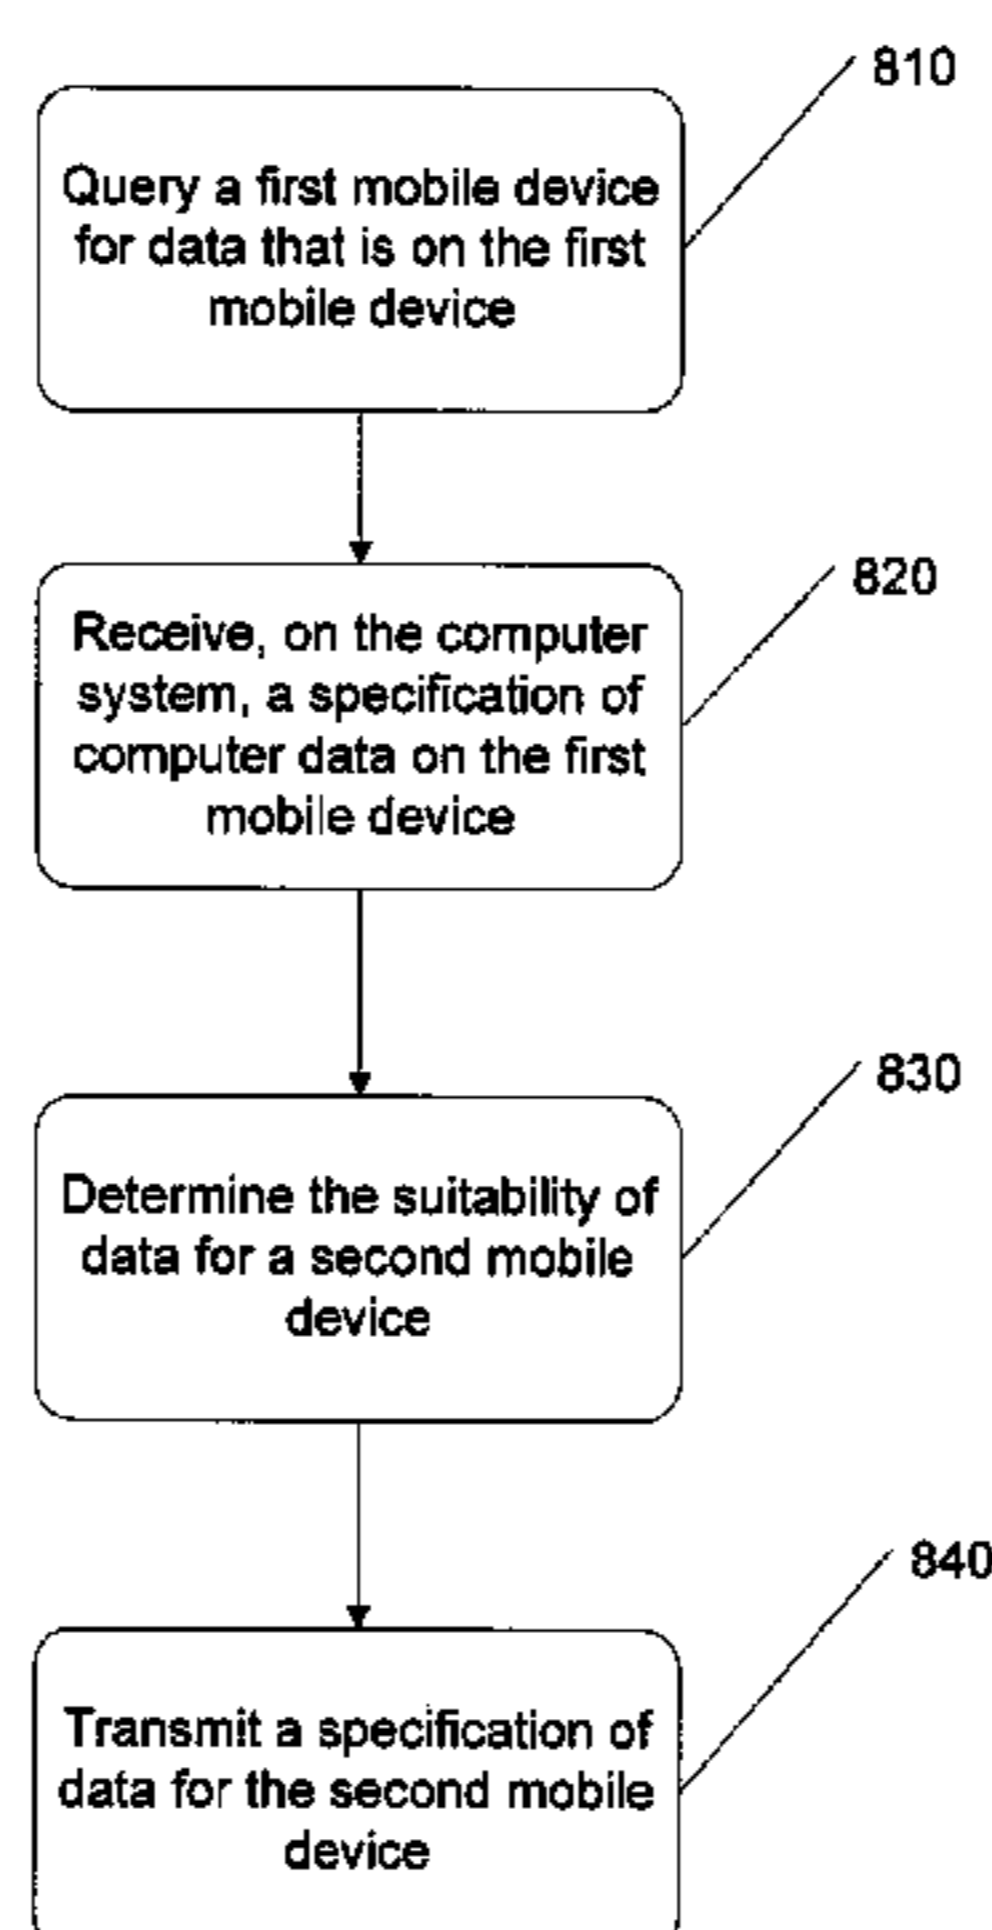 810
Query a first mobile device
for data that is on the first
mobile device
820
Receive, on the computer
system, a specification of
computer data on the first
mobile device
830
Determine the suitability of
data for a second mobile
device
840
Transmit a specification of
data for the second mobile
device